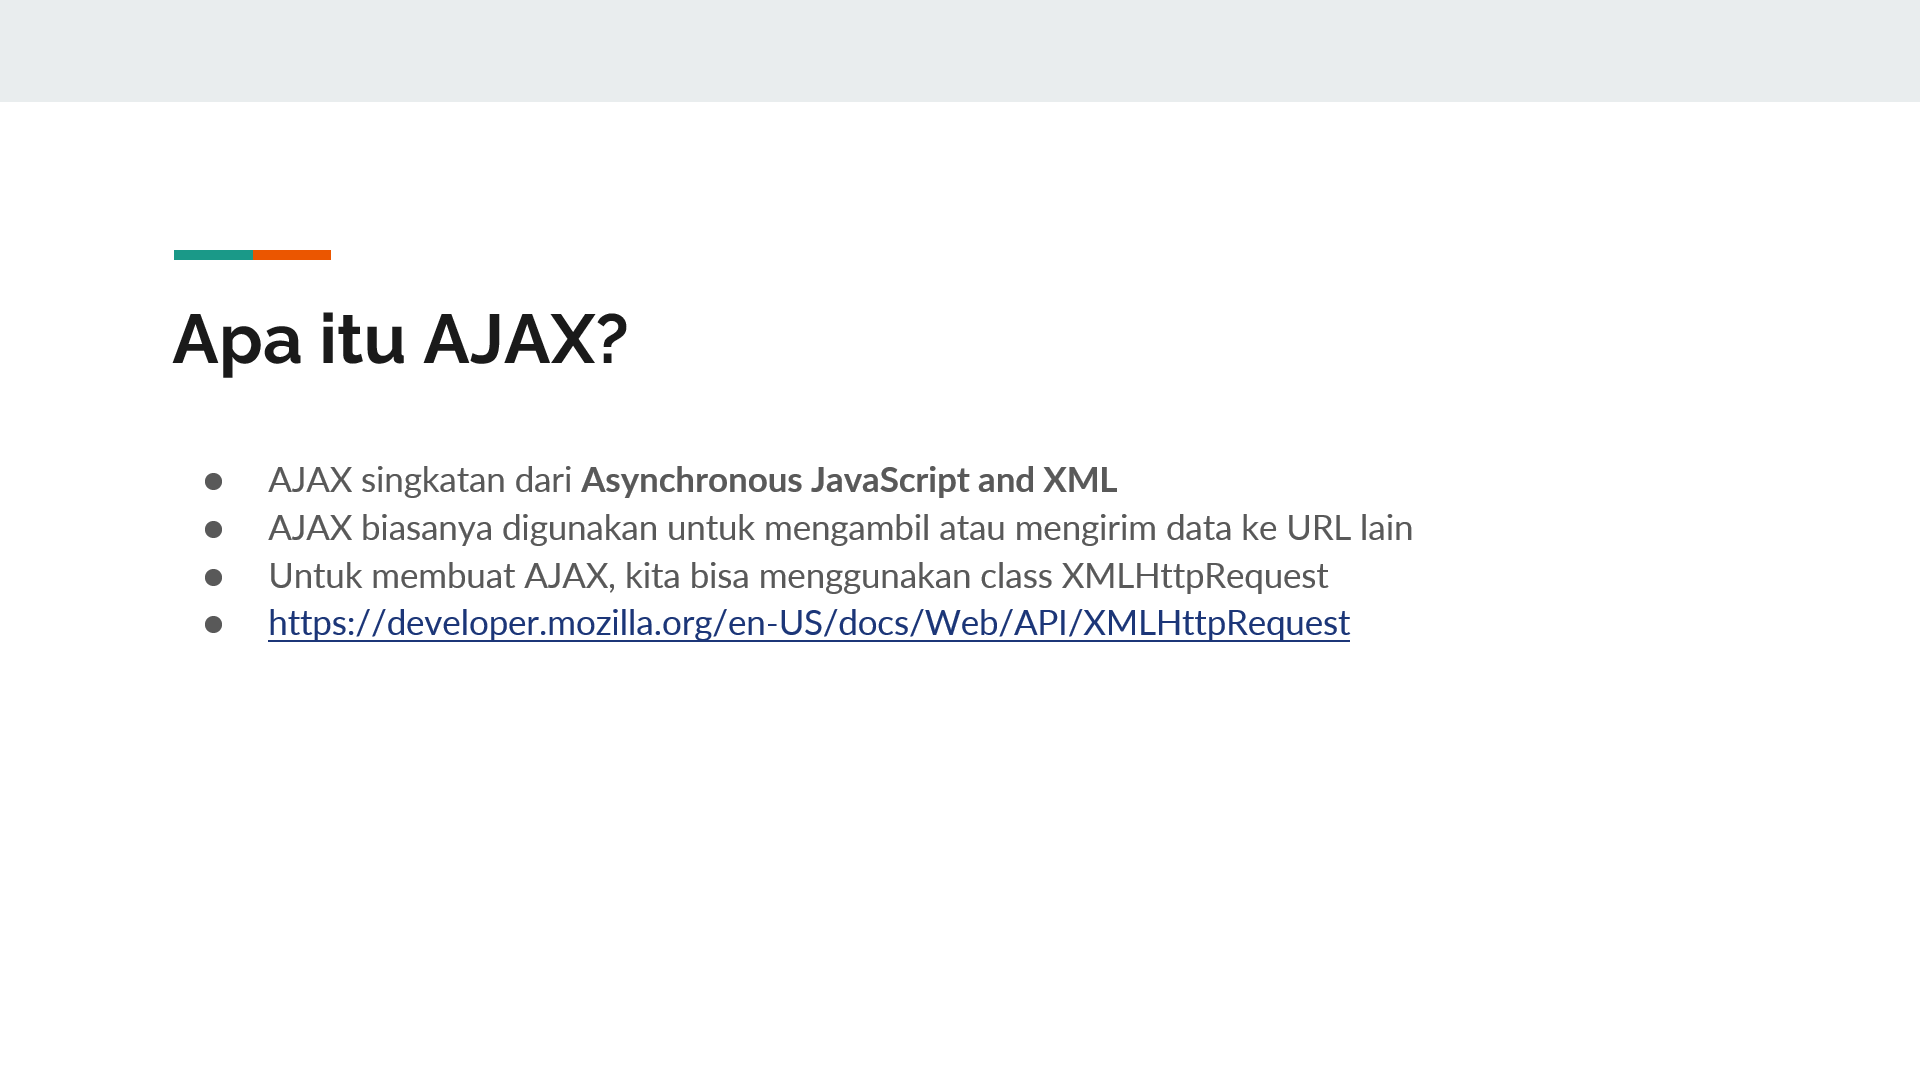 Apa itu AJAX?
● AJAX singkatan dari Asynchronous JavaScript and XML
● AJAX biasanya digunakan untuk mengambil atau mengirim data ke URL lain
● Untuk membuat AJAX, kita bisa menggunakan class XMLHttpRequest
● https://developer.mozilla.org/en-US/docs/Web/API/XMLHttpRequest